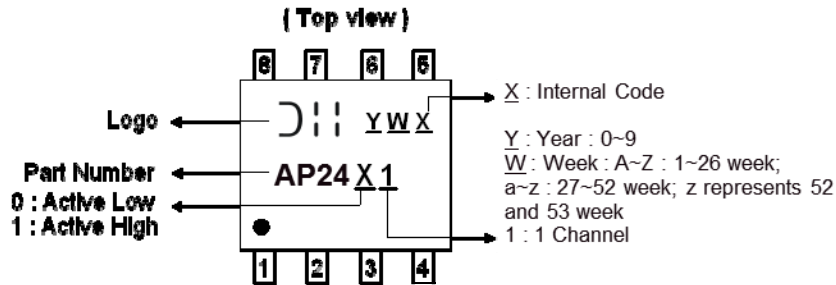 ( Top view )
8 7 6 5
Logo
Y W X
X : Internal Code
Part Number
AP24 X 1
0 : Active Low
1 : Active High
Y : Year : 0~9
W : Week : A~Z : 1~26 week;
a~z : 27~52 week; z represents 52
and 53 week
1 : 1 Channel
1 2 3 4